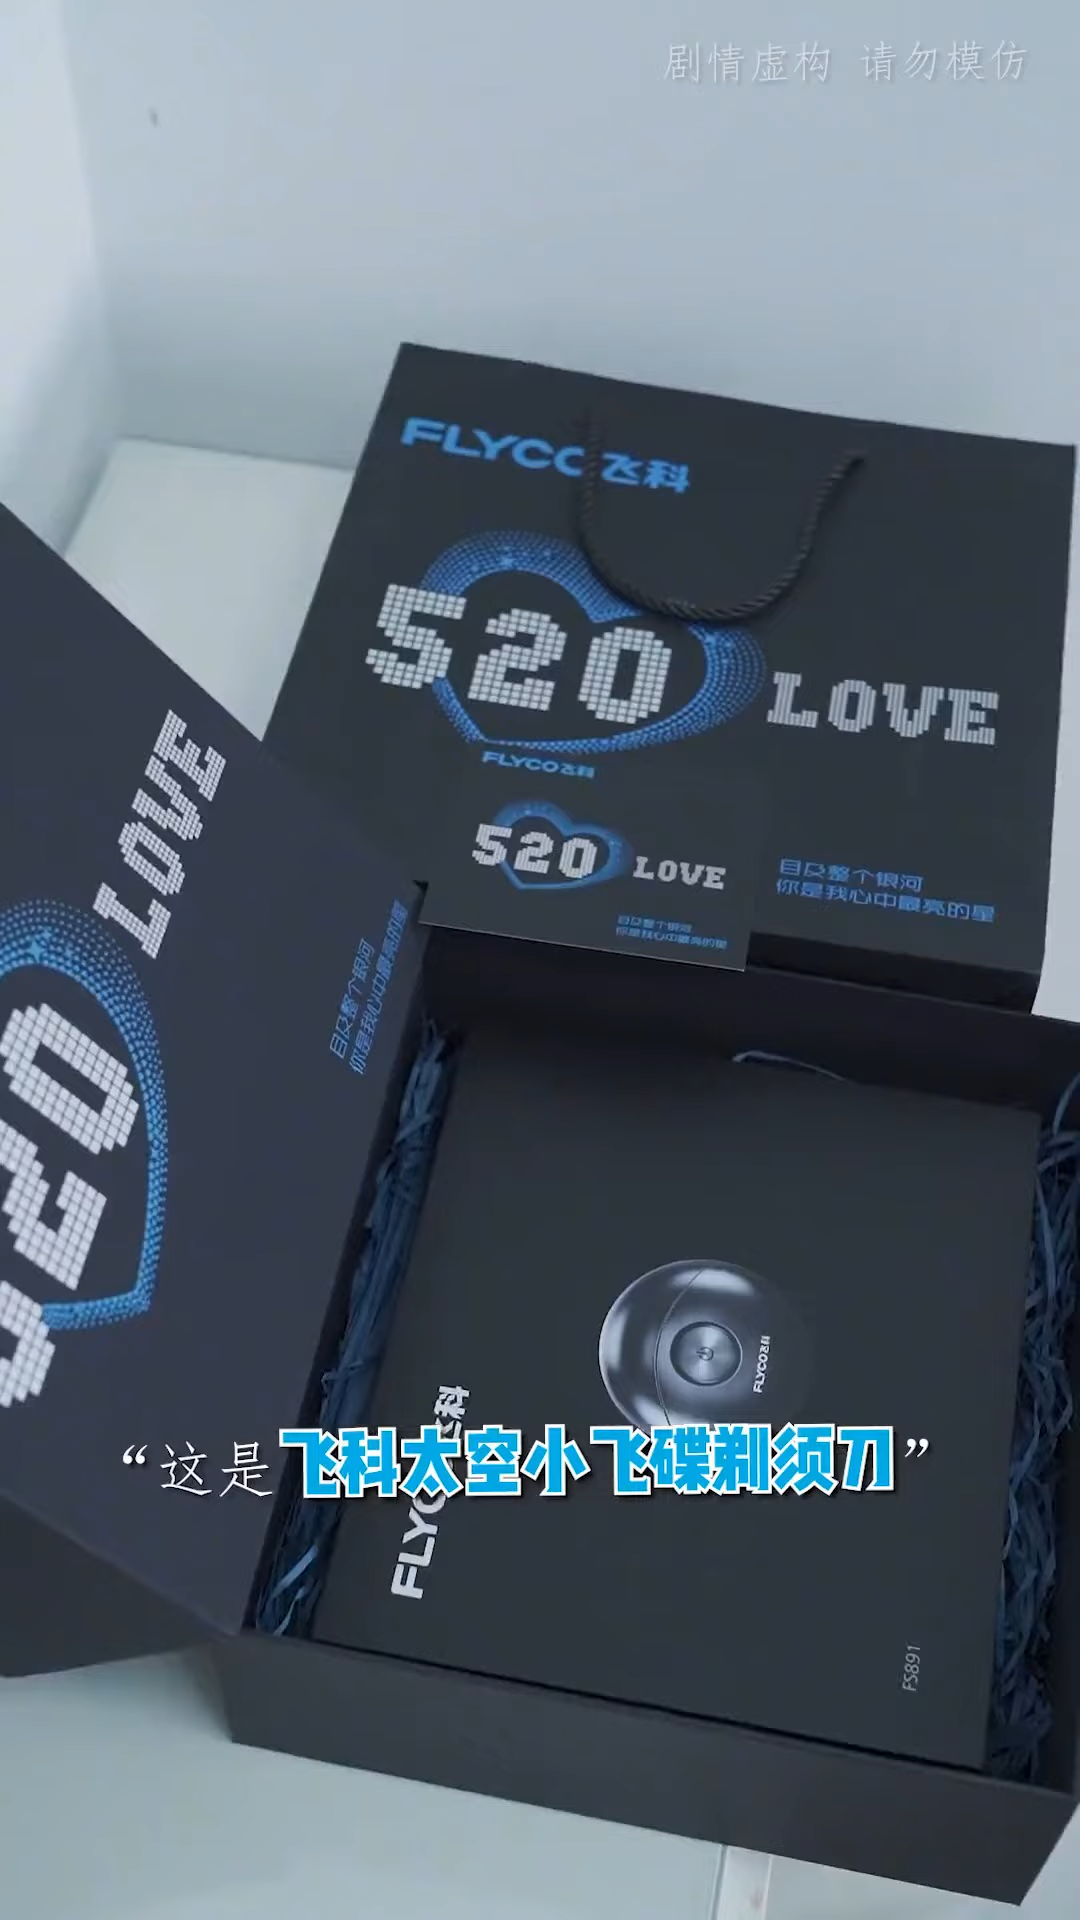 剧情虚构 请勿模仿
FLYCO飞科
520 LOVE
目及整个银河
你是我心中最亮的星
FLYCO飞科
520 LOVE
目及整个银河
你是我心中最亮的星
520 LOVE
目及整个银河
你是我心中最亮的星
FLYCO飞科
FLYCO飞科
“这是 飞科太空小飞碟剃须刀”
FS891